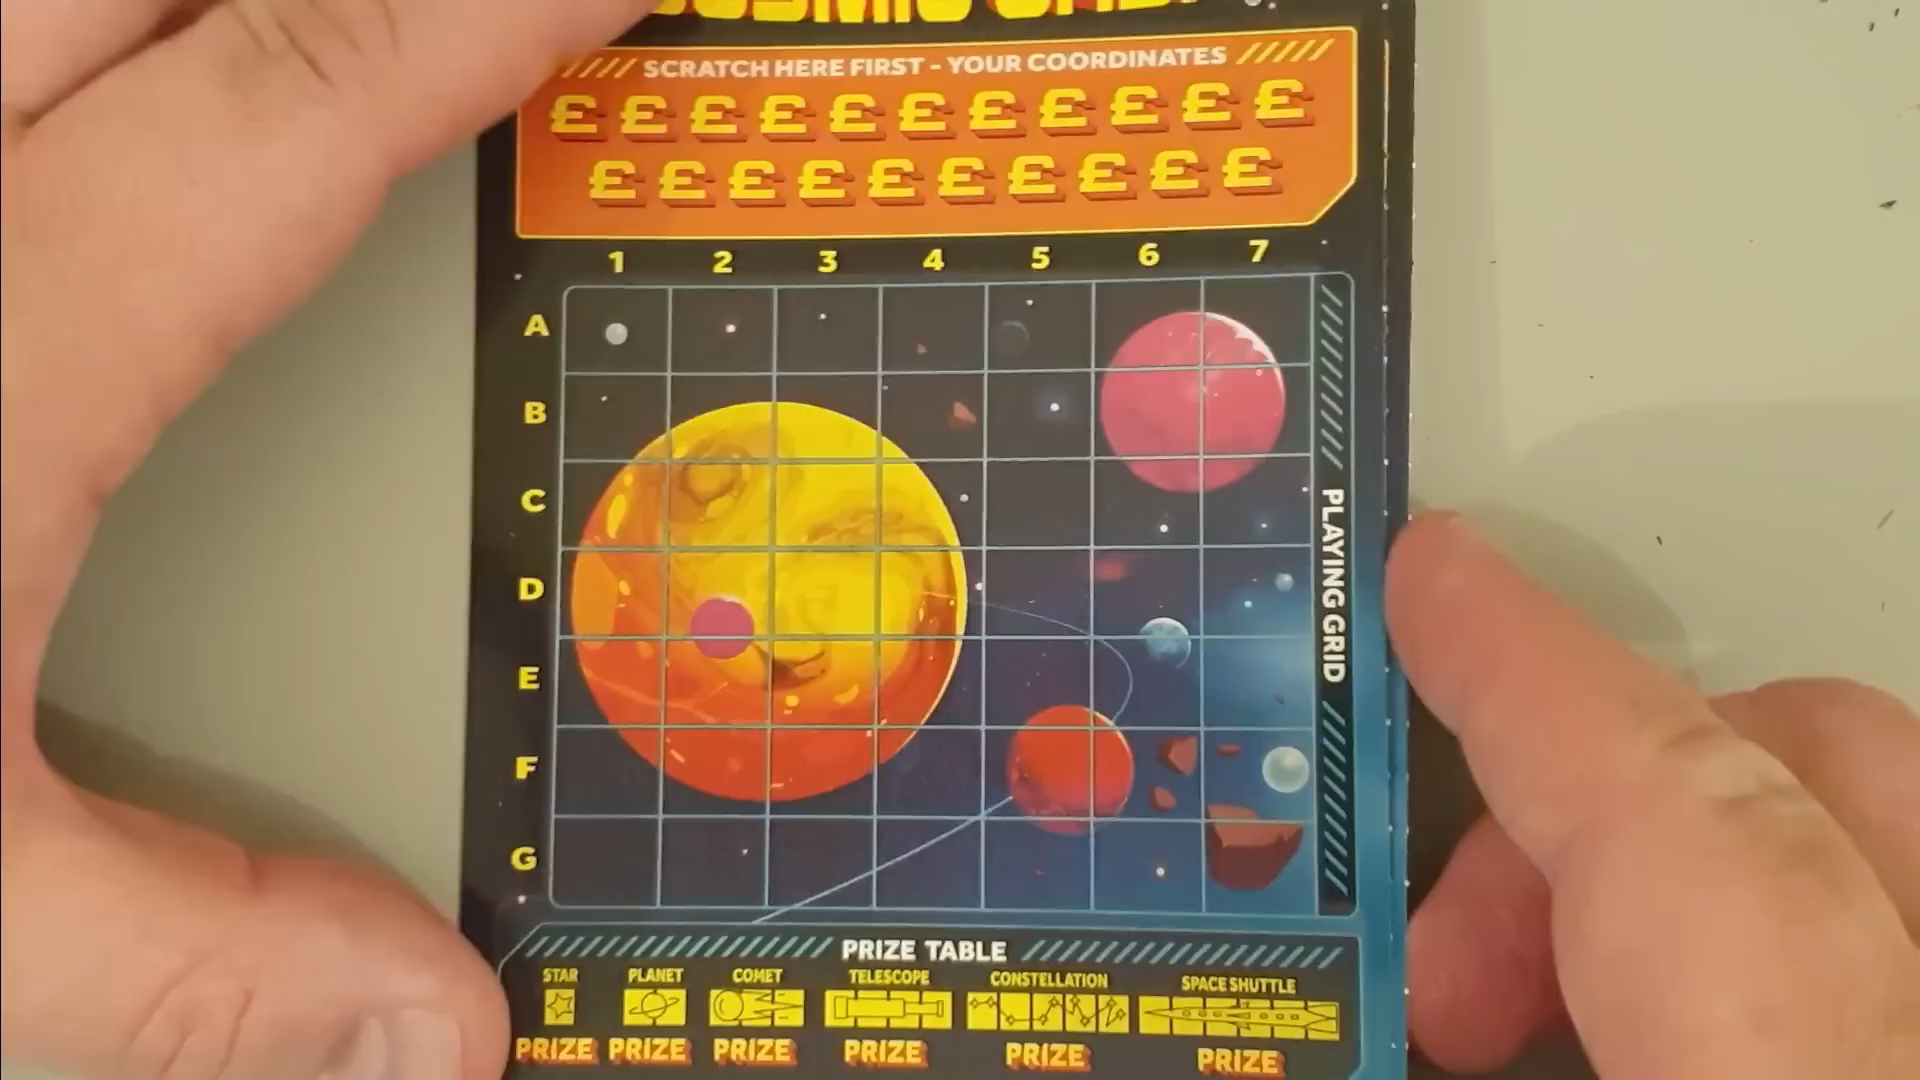 SCRATCH HERE FIRST - YOUR COORDINATES
£ £ £ £ £ £ £ £ £ £ £
£ £ £ £ £ £ £ £ £ £
1 2 3 4 5 6 7
A
B
C
D
E
F
G
PLAYING GRID
PRIZE TABLE
STAR PLANET COMET TELESCOPE CONSTELLATION SPACE SHUTTLE
PRIZE PRIZE PRIZE PRIZE PRIZE PRIZE